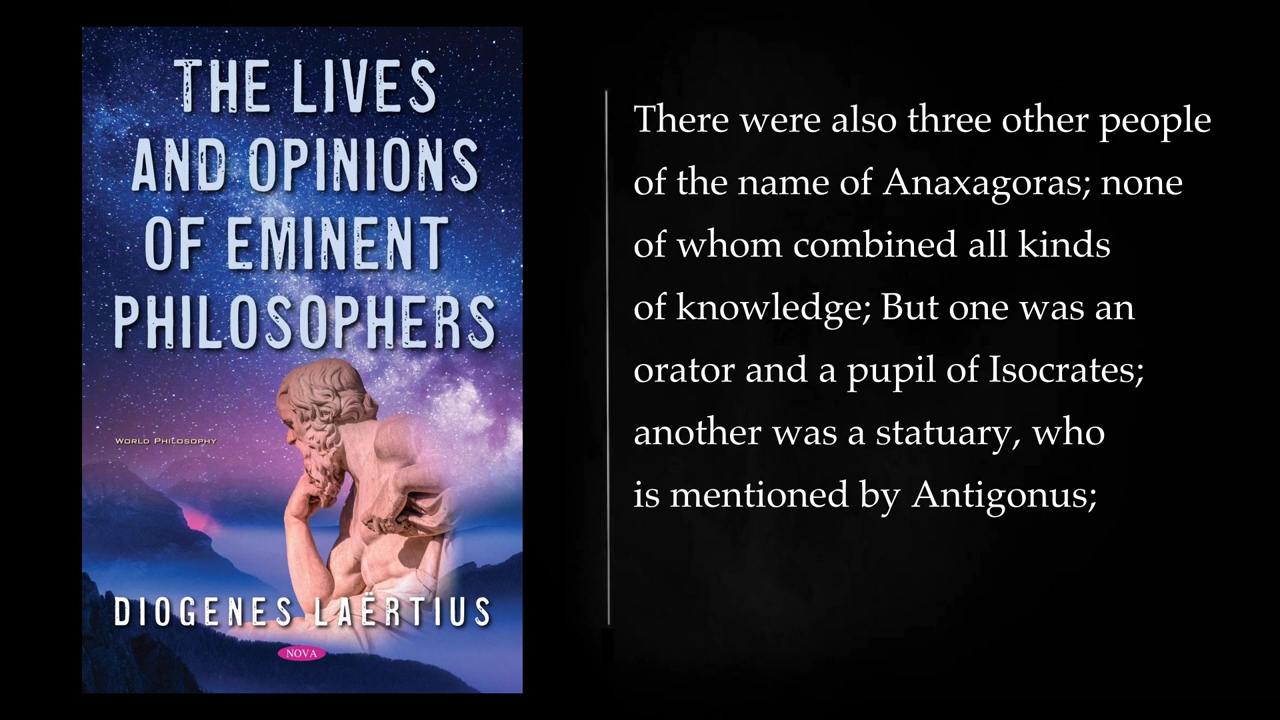 THE LIVES
AND OPINIONS
OF EMINENT
PHILOSOPHERS
WORLD PHILOSOPHY
DIOGENES LAËRTIUS
NOVA
There were also three other people
of the name of Anaxagoras; none
of whom combined all kinds
of knowledge; But one was an
orator and a pupil of Isocrates;
another was a statuary, who
is mentioned by Antigonus;